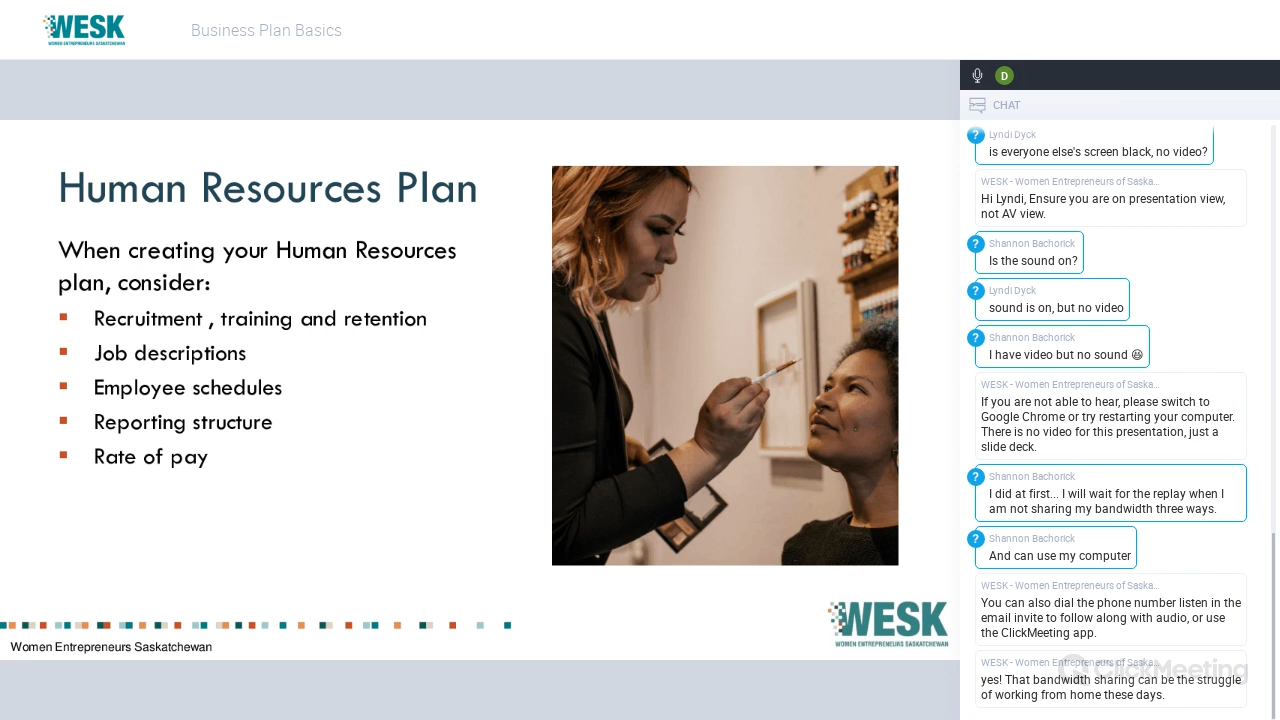 WESK
WOMEN ENTREPRENEURS SASKATCHEWAN
Business Plan Basics
D
CHAT
Human Resources Plan
When creating your Human Resources
plan, consider:
Recruitment , training and retention
Job descriptions
Employee schedules
Reporting structure
Rate of pay
WESK
WOMEN ENTREPRENEURS SASKATCHEWAN
Women Entrepreneurs Saskatchewan
? Lyndi Dyck
is everyone else's screen black, no video?
WESK - Women Entrepreneurs of Saska...
Hi Lyndi, Ensure you are on presentation view,
not AV view.
? Shannon Bachorick
Is the sound on?
? Lyndi Dyck
sound is on, but no video
? Shannon Bachorick
I have video but no sound 😆
WESK - Women Entrepreneurs of Saska...
If you are not able to hear, please switch to
Google Chrome or try restarting your computer.
There is no video for this presentation, just a
slide deck.
? Shannon Bachorick
I did at first... I will wait for the replay when I
am not sharing my bandwidth three ways.
? Shannon Bachorick
And can use my computer
WESK - Women Entrepreneurs of Saska...
You can also dial the phone number listen in the
email invite to follow along with audio, or use
the ClickMeeting app.
WESK - Women Entrepreneurs of Saska...
yes! That bandwidth sharing can be the struggle
of working from home these days.
ClickMeeting